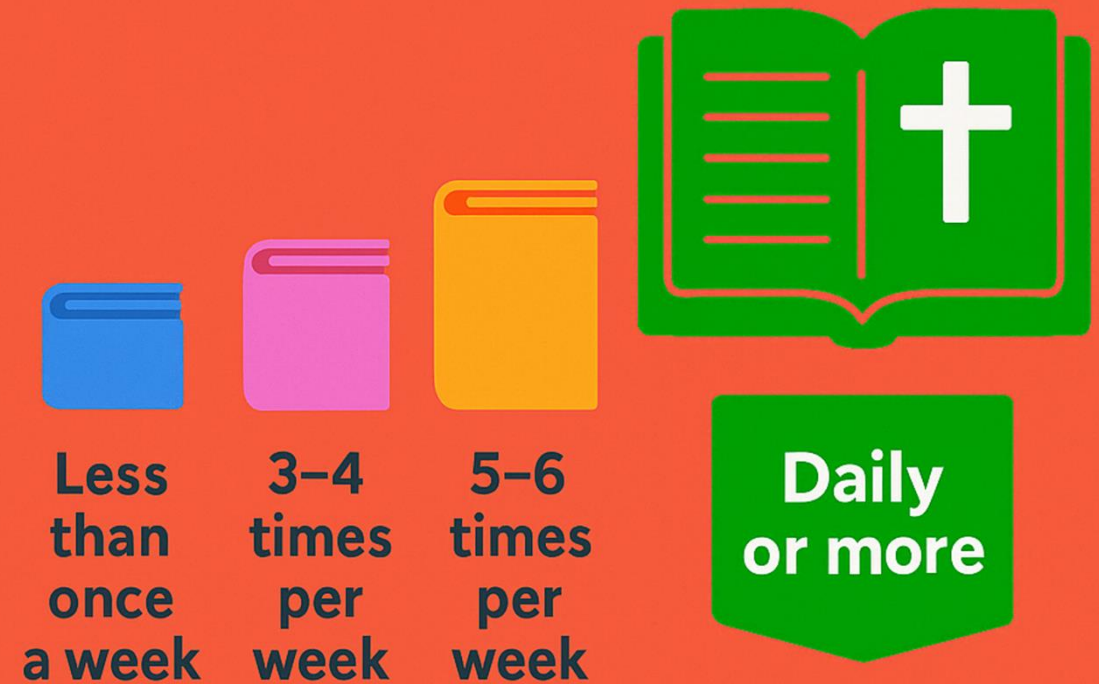 Less
than
once
a week
3–4
times
per
week
5–6
times
per
week
Daily
or more